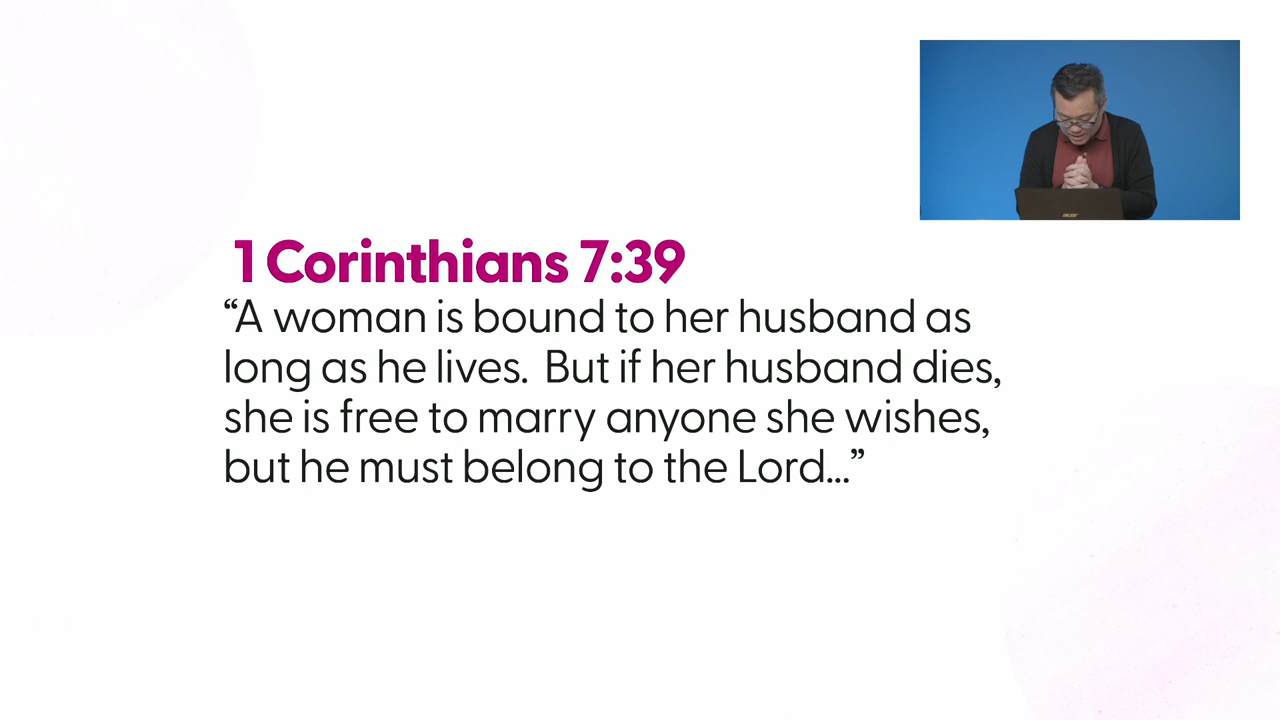 1 Corinthians 7:39
“A woman is bound to her husband as
long as he lives.  But if her husband dies,
she is free to marry anyone she wishes,
but he must belong to the Lord...”
acer